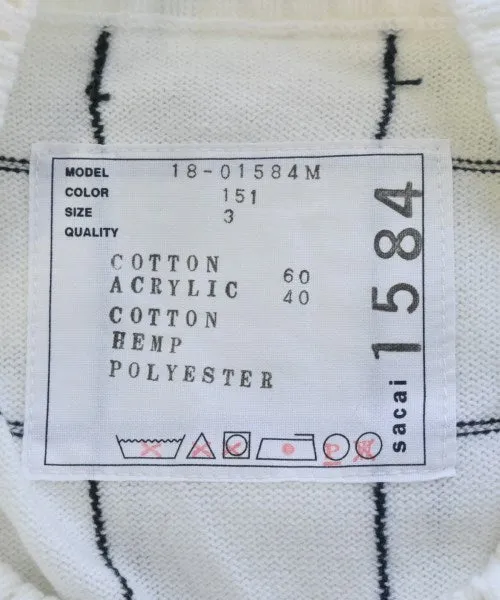 MODEL 18-01584M
COLOR 151
SIZE 3
QUALITY
COTTON 60
ACRYLIC 40
COTTON
HEMP
POLYESTER
P
sacai 1584